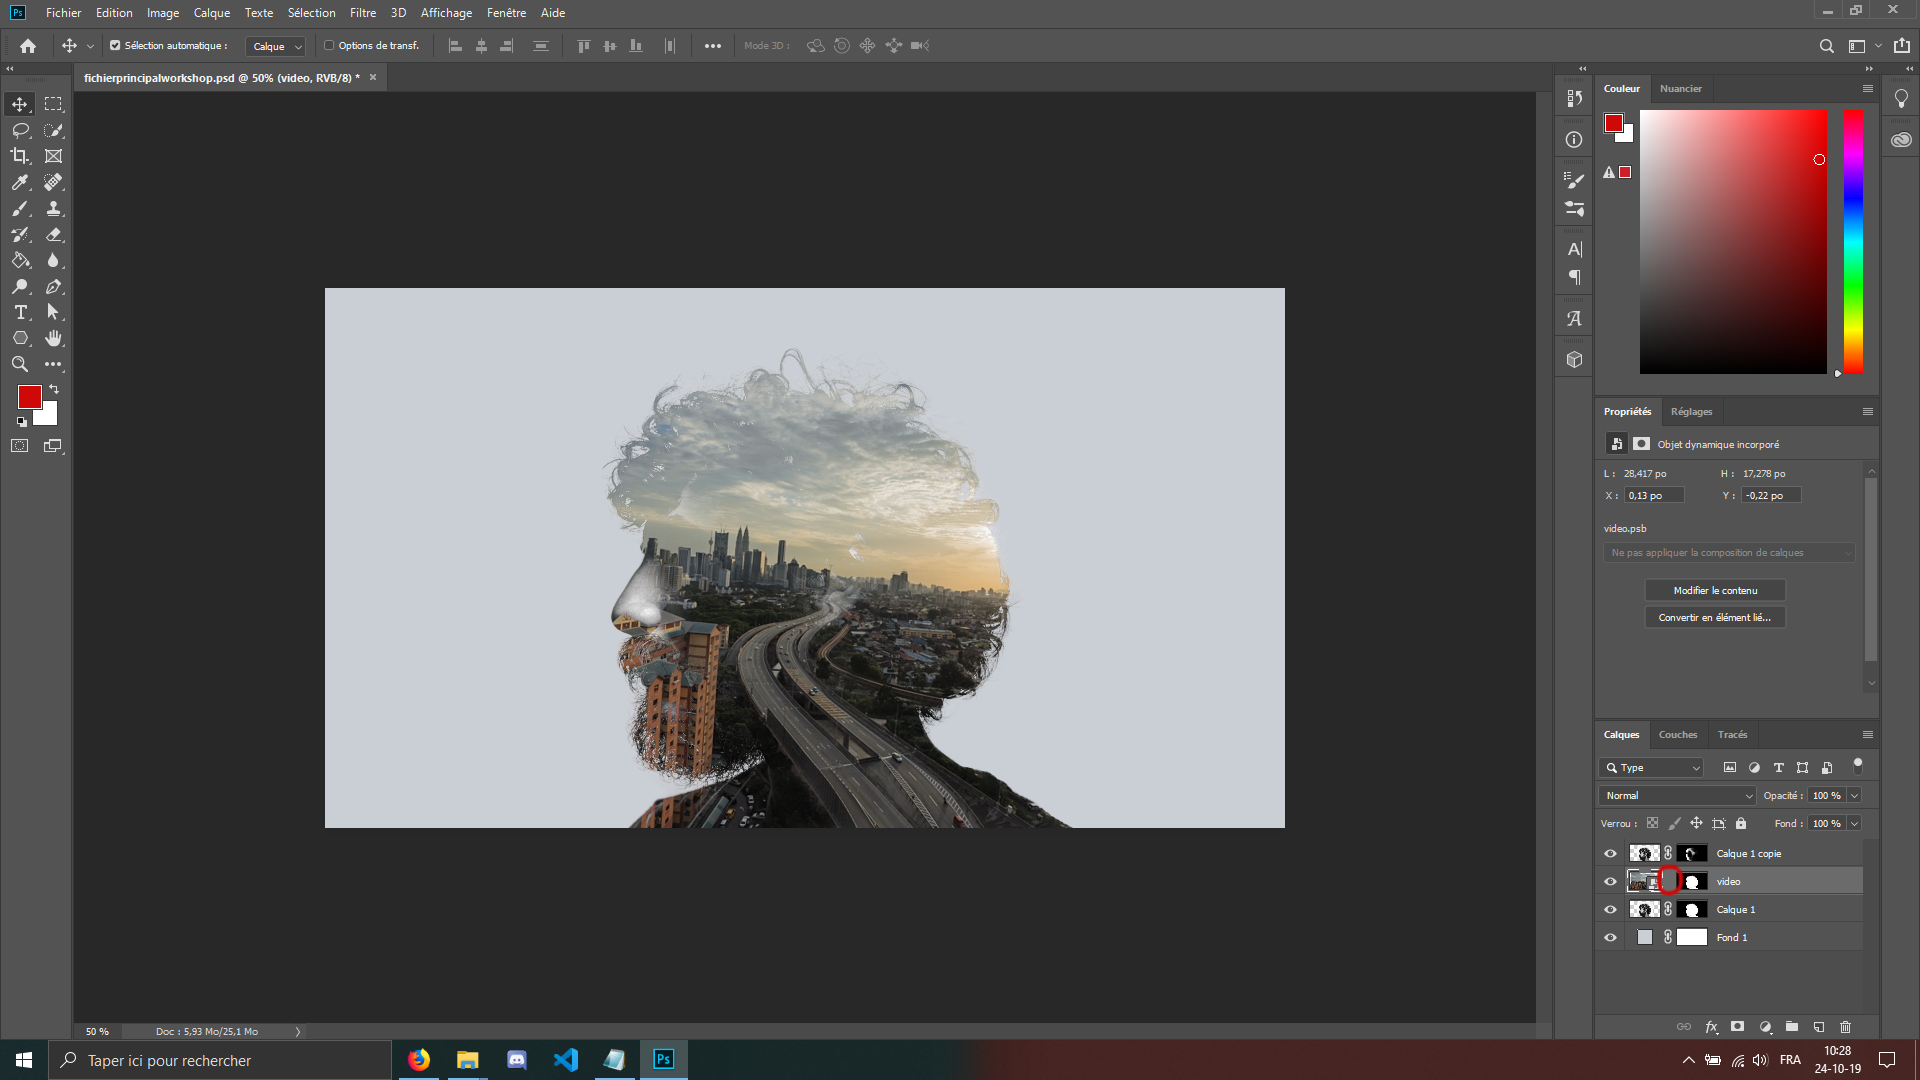 Ps Fichier Edition Image Calque Texte Sélection Filtre 3D Affichage Fenêtre Aide
Sélection automatique : Calque Options de transf. Mode 3D :
fichierprincipalworkshop.psd @ 50% (video, RVB/8) *
Couleur Nuancier
Propriétés Réglages
Objet dynamique incorporé
L : 28,417 po H : 17,278 po
X : 0,13 po Y : -0,22 po
video.psb
Ne pas appliquer la composition de calques
Modifier le contenu
Convertir en élément lié...
Calques Couches Tracés
Type
Normal Opacité : 100 %
Verrou : Fond : 100 %
Calque 1 copie
video
Calque 1
Fond 1
fx
50 % Doc : 5,93 Mo/25,1 Mo
Taper ici pour rechercher
Ps
FRA
10:28
24-10-19